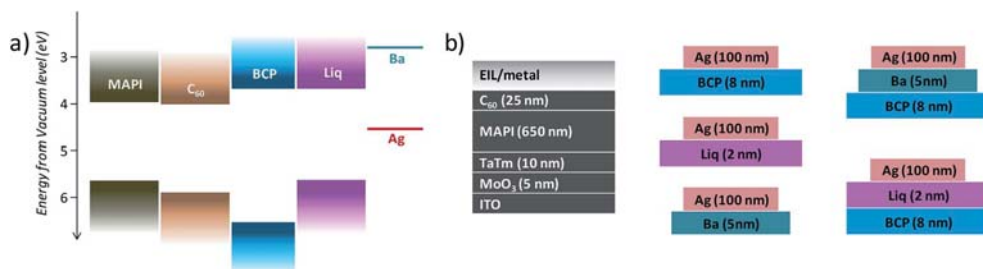 a)
Energy from Vacuum level (eV)
3
4
5
6
MAPI
C₆₀
BCP
Liq
Ba
Ag
b)
EIL/metal
C₆₀ (25 nm)
MAPI (650 nm)
TaTm (10 nm)
MoO₃ (5 nm)
ITO
Ag (100 nm)
BCP (8 nm)
Ag (100 nm)
Liq (2 nm)
Ag (100 nm)
Ba (5nm)
Ag (100 nm)
Ba (5nm)
BCP (8 nm)
Ag (100 nm)
Liq (2 nm)
BCP (8 nm)